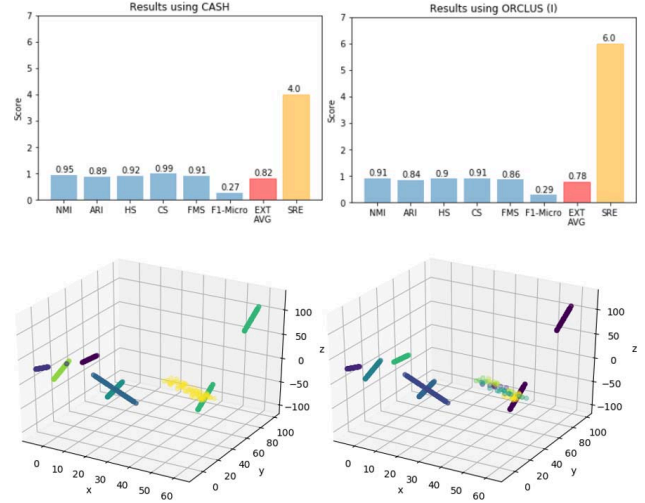 Results using CASH
7
6
5
4
3
2
1
0
Score
0.95 0.89 0.92 0.99 0.91 0.27 0.82 4.0
NMI ARI HS CS FMS F1-Micro EXT AVG SRE
Results using ORCLUS (I)
7
6
5
4
3
2
1
0
Score
0.91 0.84 0.9 0.91 0.86 0.29 0.78 6.0
NMI ARI HS CS FMS F1-Micro EXT AVG SRE
0 10 20 30 40 50 60
x
0 20 40 60 80 100
y
100
50
0
−50
−100
z
0 10 20 30 40 50 60
x
0 20 40 60 80 100
y
100
50
0
−50
−100
z